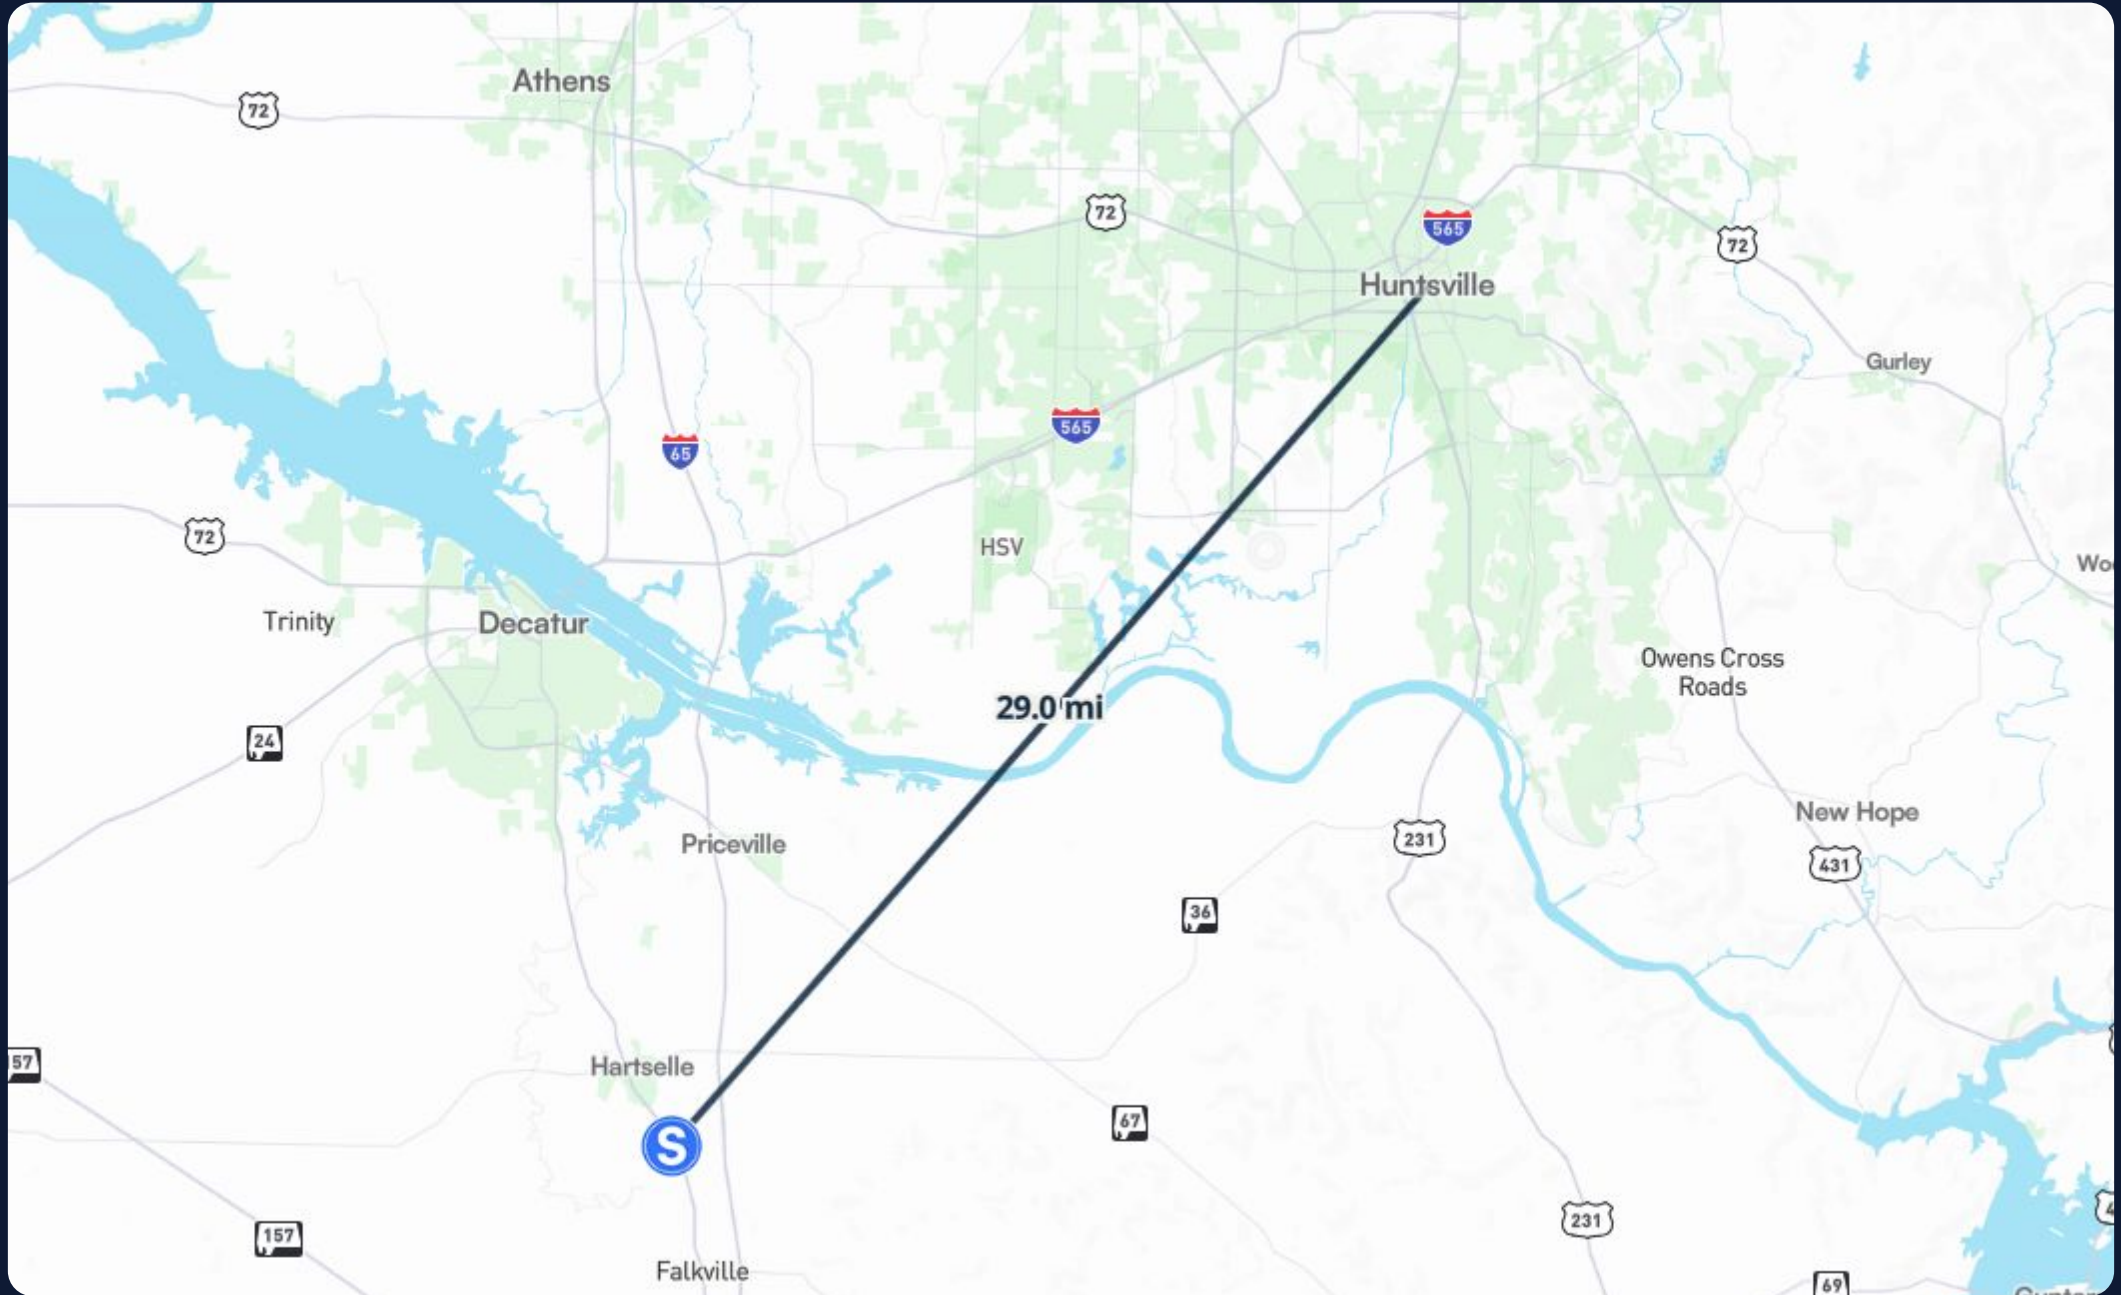 Athens
72
72
565
72
Huntsville
Gurley
565
65
72
HSV
Trinity
Decatur
Owens Cross
Roads
29.0 mi
24
New Hope
Priceville
231
431
36
57
Hartselle
67
S
157
Falkville
231
69